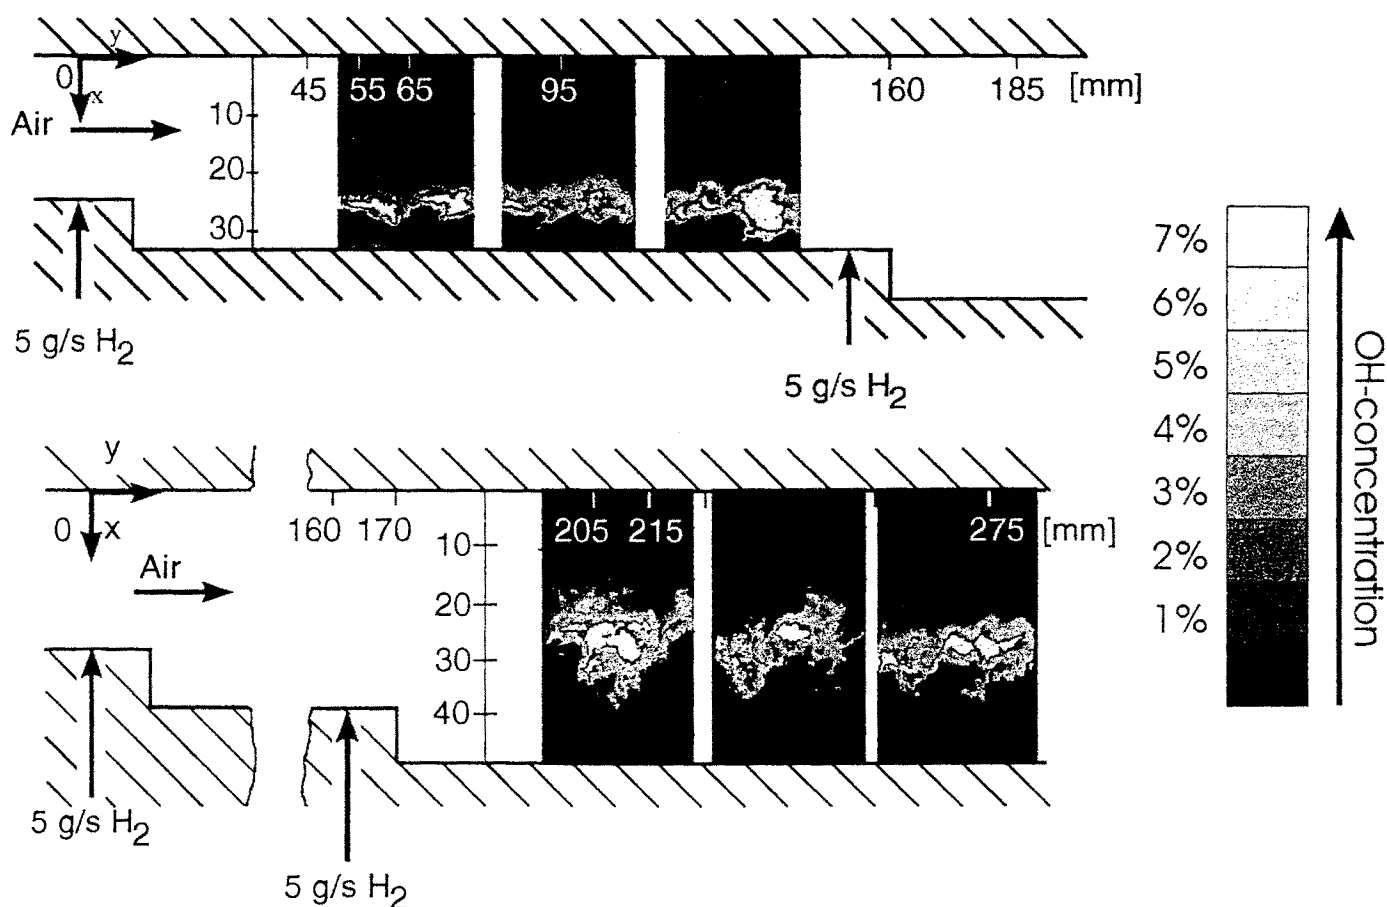 y
0 45 55 65 95 160 185 [mm]
x
Air
10
20
30
5 g/s H2
5 g/s H2
7%
6%
5%
4%
3%
2%
1%
OH-concentration
y
0 x 160 170 205 215 275 [mm]
Air
10
20
30
40
5 g/s H2
5 g/s H2